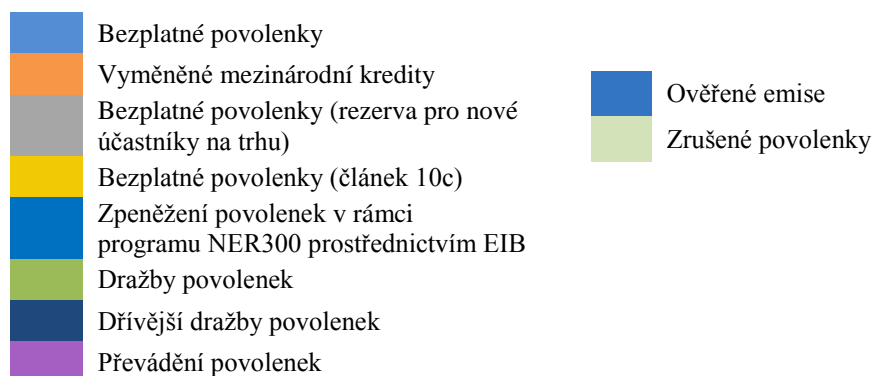 Bezplatné povolenky
Vyměněné mezinárodní kredity
Bezplatné povolenky (rezerva pro nové
účastníky na trhu)
Bezplatné povolenky (článek 10c)
Zpeněžení povolenek v rámci
programu NER300 prostřednictvím EIB
Dražby povolenek
Dřívější dražby povolenek
Převádění povolenek
Ověřené emise
Zrušené povolenky